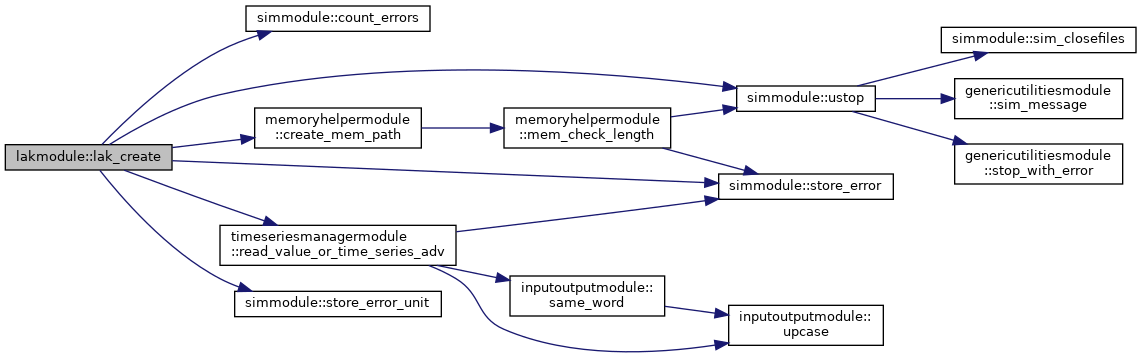 simmodule::count_errors
simmodule::sim_closefiles
simmodule::ustop
genericutilitiesmodule
::sim_message
memoryhelpermodule
::create_mem_path
memoryhelpermodule
::mem_check_length
lakmodule::lak_create
genericutilitiesmodule
::stop_with_error
simmodule::store_error
timeseriesmanagermodule
::read_value_or_time_series_adv
inputoutputmodule::
same_word
simmodule::store_error_unit
inputoutputmodule::
upcase